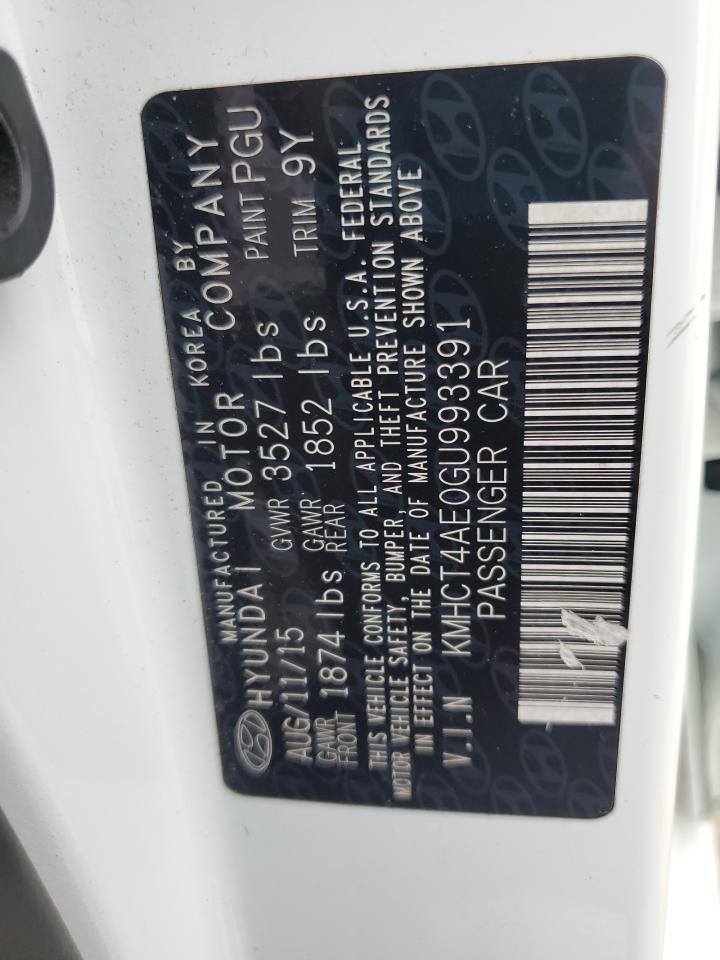 MANUFACTURED IN KOREA BY
HYUNDAI MOTOR COMPANY
AUG/11/15 GVWR 3527 lbs PAINT PGU
GAWR FRONT 1874 lbs GAWR REAR 1852 lbs TRIM 9Y
THIS VEHICLE CONFORMS TO ALL APPLICABLE U.S.A. FEDERAL
MOTOR VEHICLE SAFETY, BUMPER, AND THEFT PREVENTION STANDARDS
IN EFFECT ON THE DATE OF MANUFACTURE SHOWN ABOVE
V.I.N KMHCT4AE0GU993391
PASSENGER CAR